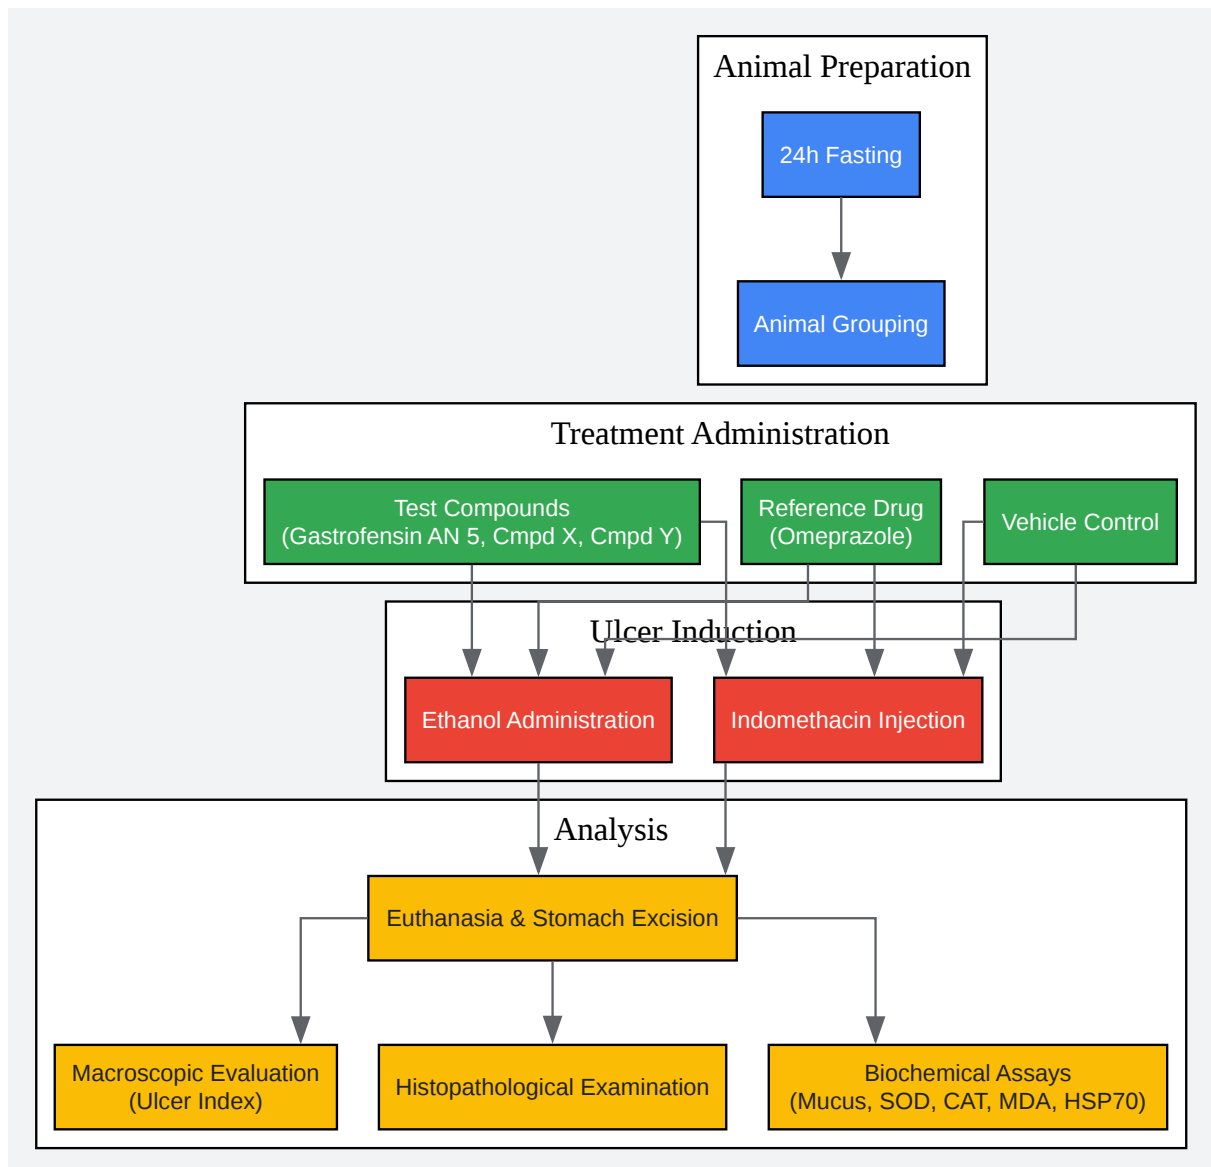 Animal Preparation
24h Fasting
Animal Grouping
Treatment Administration
Test Compounds
(Gastrofensin AN 5, Cmpd X, Cmpd Y)
Reference Drug
(Omeprazole)
Vehicle Control
Ulcer Induction
Ethanol Administration
Indomethacin Injection
Analysis
Euthanasia & Stomach Excision
Macroscopic Evaluation
(Ulcer Index)
Histopathological Examination
Biochemical Assays
(Mucus, SOD, CAT, MDA, HSP70)